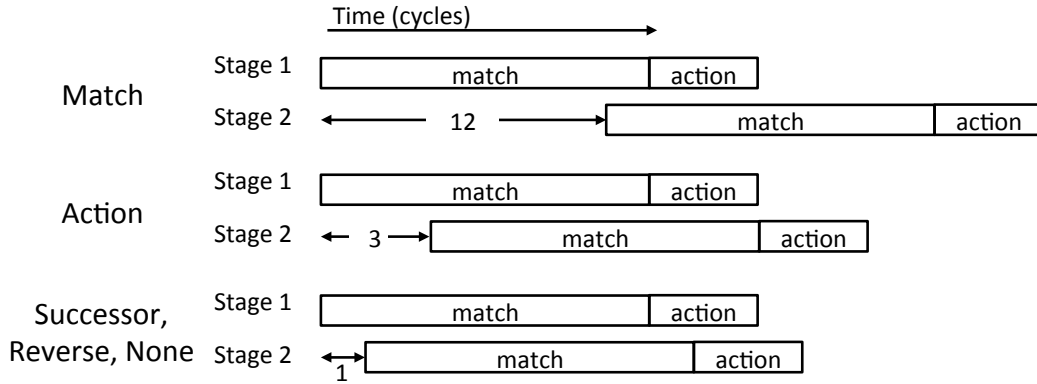 Time (cycles)
Match
Stage 1 match action
Stage 2 12 match action
Action
Stage 1 match action
Stage 2 3 match action
Successor,
Reverse, None
Stage 1 match action
Stage 2 1 match action